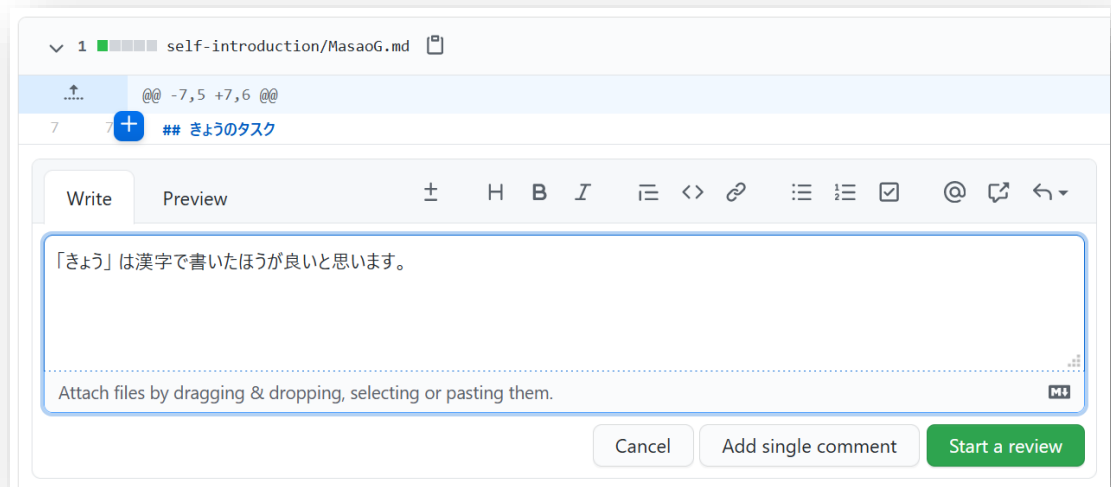 1 self-introduction/MasaoG.md
@@ -7,5 +7,6 @@
7 7 ## きょうのタスク
Write Preview
「きょう」は漢字で書いたほうが良いと思います。
Attach files by dragging & dropping, selecting or pasting them.
Cancel Add single comment Start a review